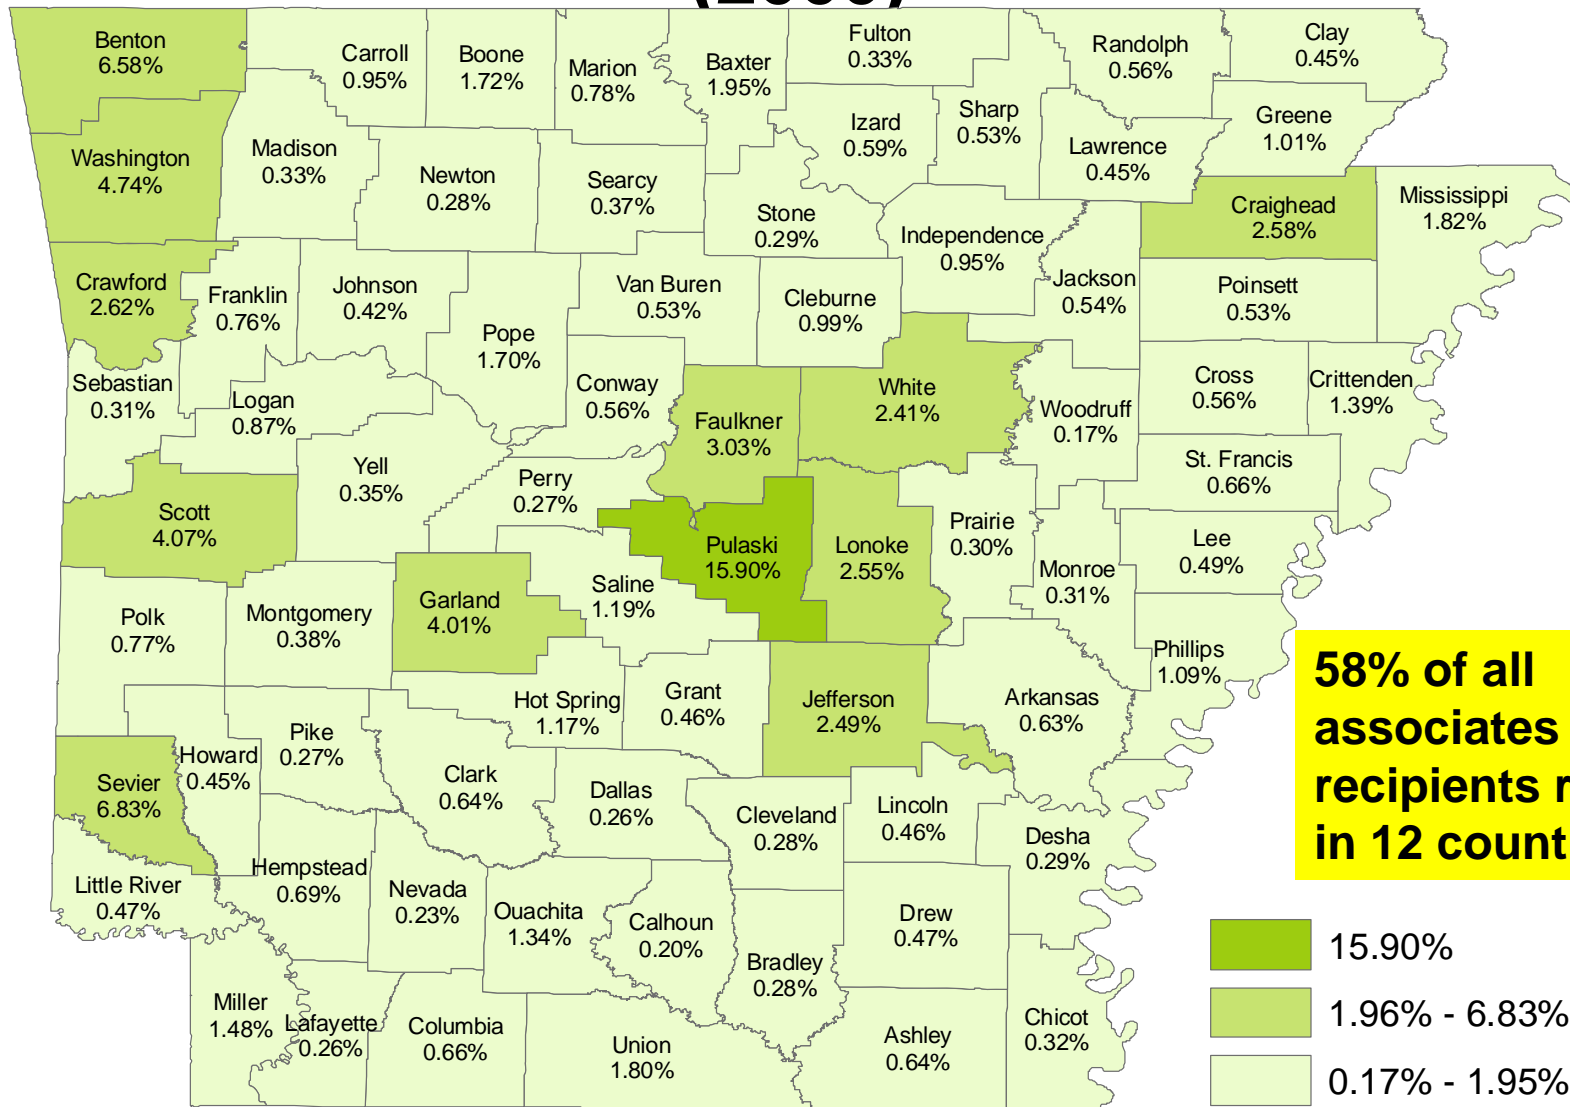 Benton
6.58%
Carroll
0.95%
Boone
1.72%
Marion
0.78%
Baxter
1.95%
Fulton
0.33%
Randolph
0.56%
Clay
0.45%
Izard
0.59%
Sharp
0.53%
Lawrence
0.45%
Greene
1.01%
Washington
4.74%
Madison
0.33%
Newton
0.28%
Searcy
0.37%
Stone
0.29%
Independence
0.95%
Craighead
2.58%
Mississippi
1.82%
Crawford
2.62%
Franklin
0.76%
Johnson
0.42%
Pope
1.70%
Van Buren
0.53%
Cleburne
0.99%
Jackson
0.54%
Poinsett
0.53%
Sebastian
0.31%
Logan
0.87%
Conway
0.56%
Faulkner
3.03%
White
2.41%
Woodruff
0.17%
Cross
0.56%
Crittenden
1.39%
Scott
4.07%
Yell
0.35%
Perry
0.27%
Pulaski
15.90%
Lonoke
2.55%
Prairie
0.30%
St. Francis
0.66%
Monroe
0.31%
Lee
0.49%
Polk
0.77%
Montgomery
0.38%
Garland
4.01%
Saline
1.19%
Phillips
1.09%
Hot Spring
1.17%
Grant
0.46%
Jefferson
2.49%
Arkansas
0.63%
Sevier
6.83%
Howard
0.45%
Pike
0.27%
Clark
0.64%
Dallas
0.26%
Cleveland
0.28%
Lincoln
0.46%
Desha
0.29%
Little River
0.47%
Hempstead
0.69%
Nevada
0.23%
Ouachita
1.34%
Calhoun
0.20%
Bradley
0.28%
Drew
0.47%
Miller
1.48%
Lafayette
0.26%
Columbia
0.66%
Union
1.80%
Ashley
0.64%
Chicot
0.32%
58% of all
associates
recipients
in 12
15.90%
1.96% - 6.83%
0.17% - 1.95%